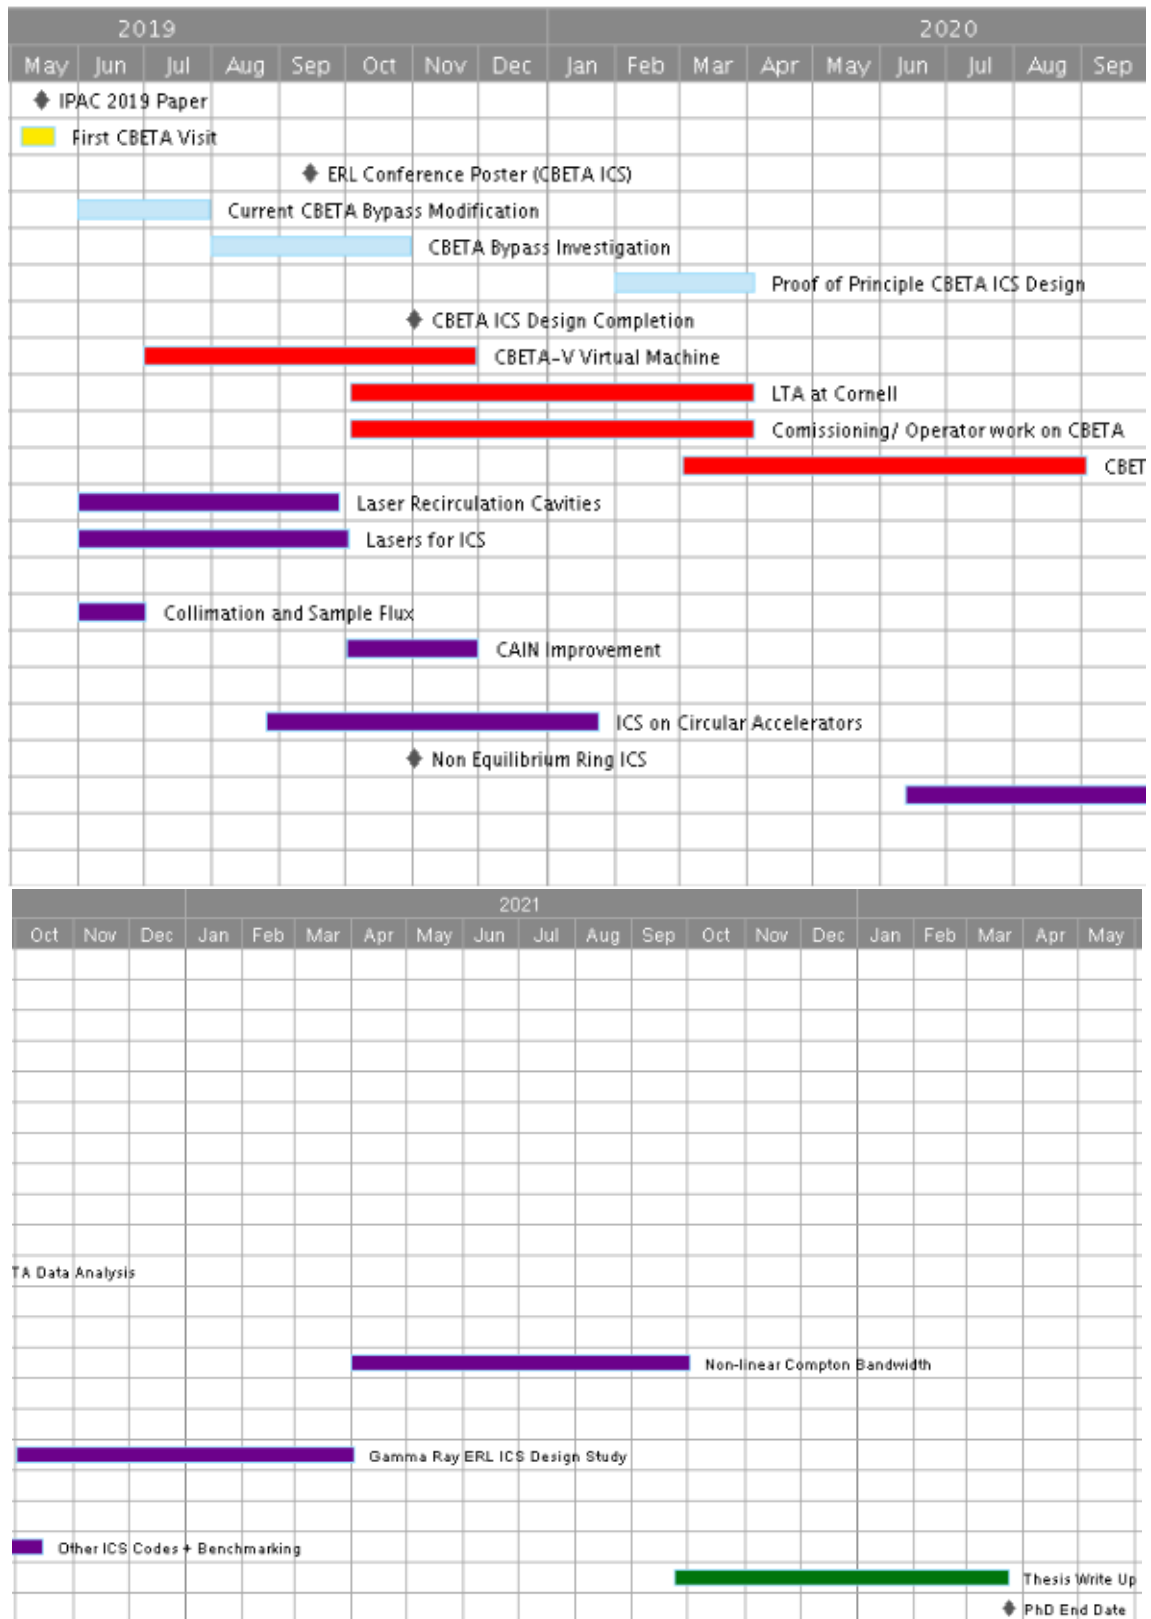 2019 2020
May Jun Jul Aug Sep Oct Nov Dec Jan Feb Mar Apr May Jun Jul Aug Sep
IPAC 2019 Paper
First CBETA Visit
ERL Conference Poster (CBETA ICS)
Current CBETA Bypass Modification
CBETA Bypass Investigation
Proof of Principle CBETA ICS Design
CBETA ICS Design Completion
CBETA-V Virtual Machine
LTA at Cornell
Comissioning/ Operator work on CBETA
CBET
Laser Recirculation Cavities
Lasers for ICS
Collimation and Sample Flux
CAIN Improvement
ICS on Circular Accelerators
Non Equilibrium Ring ICS
2021
Oct Nov Dec Jan Feb Mar Apr May Jun Jul Aug Sep Oct Nov Dec Jan Feb Mar Apr May
TA Data Analysis
Non-linear Compton Bandwidth
Gamma Ray ERL ICS Design Study
Other ICS Codes + Benchmarking
Thesis Write Up
PhD End Date